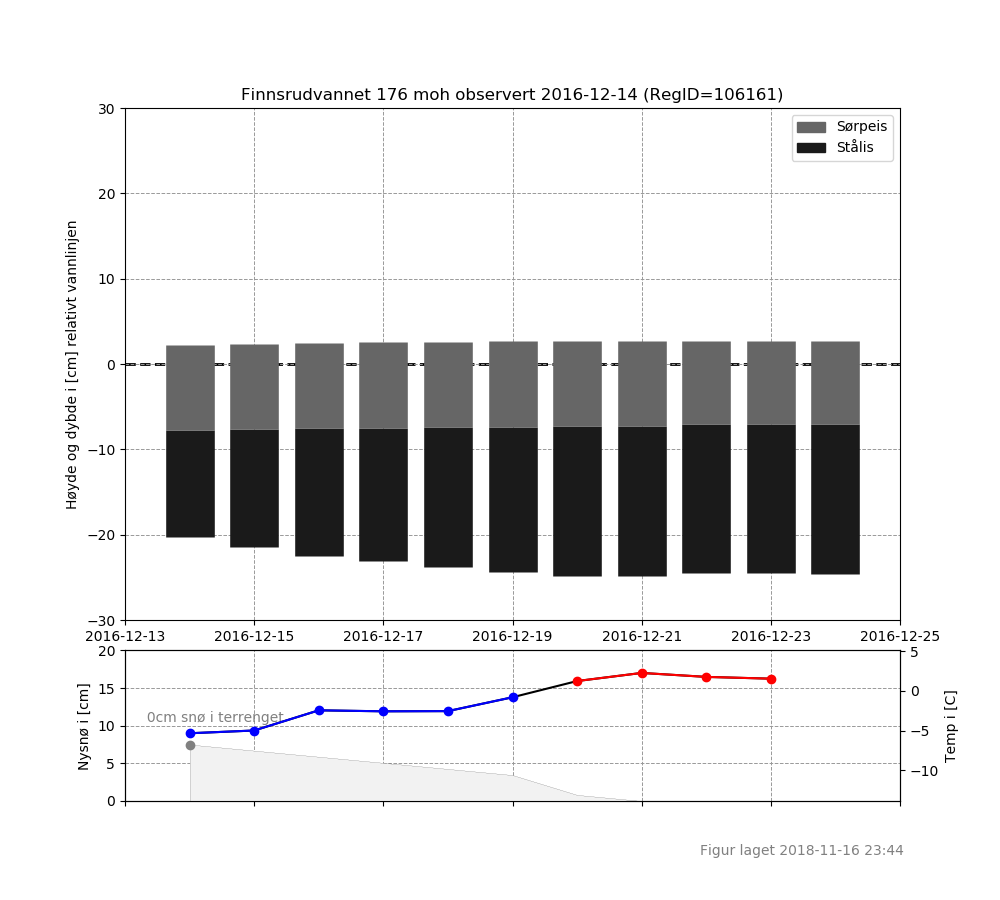 Finnsrudvannet 176 moh observert 2016-12-14 (RegID=106161)
Sørpeis
Stålis
Høyde og dybde i [cm] relativt vannlinjen
30
20
10
0
−10
−20
−30
2016-12-13 2016-12-15 2016-12-17 2016-12-19 2016-12-21 2016-12-23 2016-12-25
Nysnø i [cm]
20
15
10
5
0
0cm snø i terrenget
5
0
−5
−10
Temp i [C]
Figur laget 2018-11-16 23:44